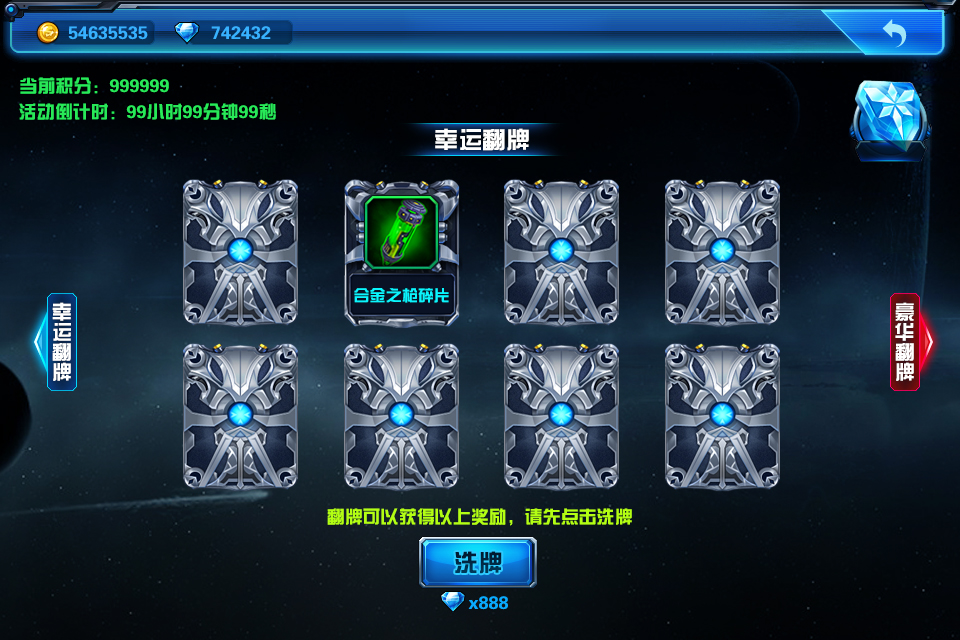 54635535
742432
当前积分：999999
活动倒计时：99小时99分钟99秒
幸运翻牌
合金之枪碎片
幸运翻牌
豪华翻牌
翻牌可以获得以上奖励，请先点击洗牌
洗牌
x888